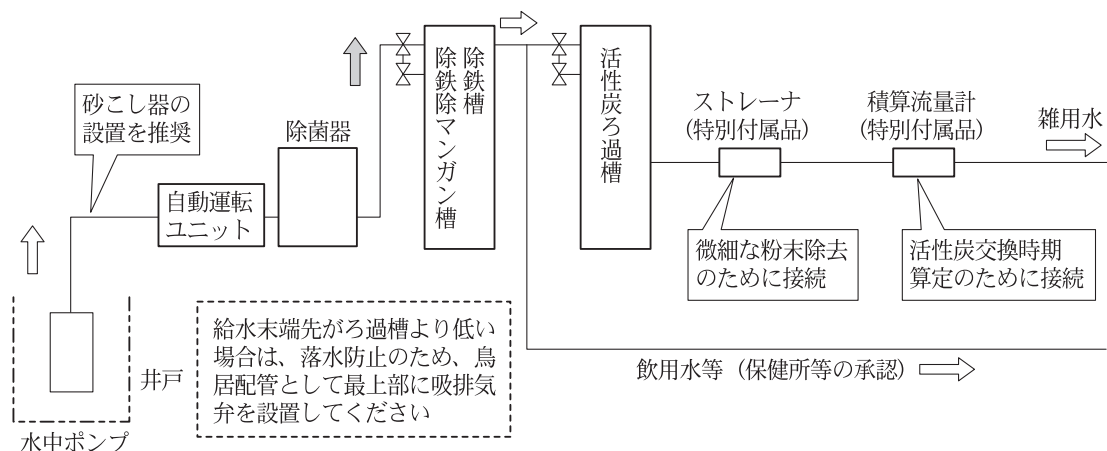 砂こし器の
設置を推奨
除菌器
自動運転
ユニット
除鉄槽
除鉄除マンガン槽
活性炭ろ過槽
ストレーナ
(特別付属品)
積算流量計
(特別付属品)
雑用水
微細な粉末除去
のために接続
活性炭交換時期
算定のために接続
給水末端先がろ過槽より低い
場合は、落水防止のため、鳥
居配管として最上部に吸排気
弁を設置してください
井戸
水中ポンプ
飲用水等（保健所等の承認）